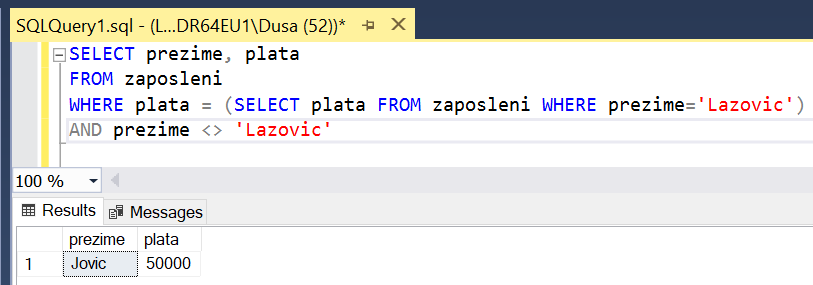 SQLQuery1.sql - (L...DR64EU1\Dusa (52))*
SELECT prezime, plata
FROM zaposleni
WHERE plata = (SELECT plata FROM zaposleni WHERE prezime='Lazovic')
AND prezime <> 'Lazovic'
100 %
Results Messages
prezime plata
1 Jovic 50000